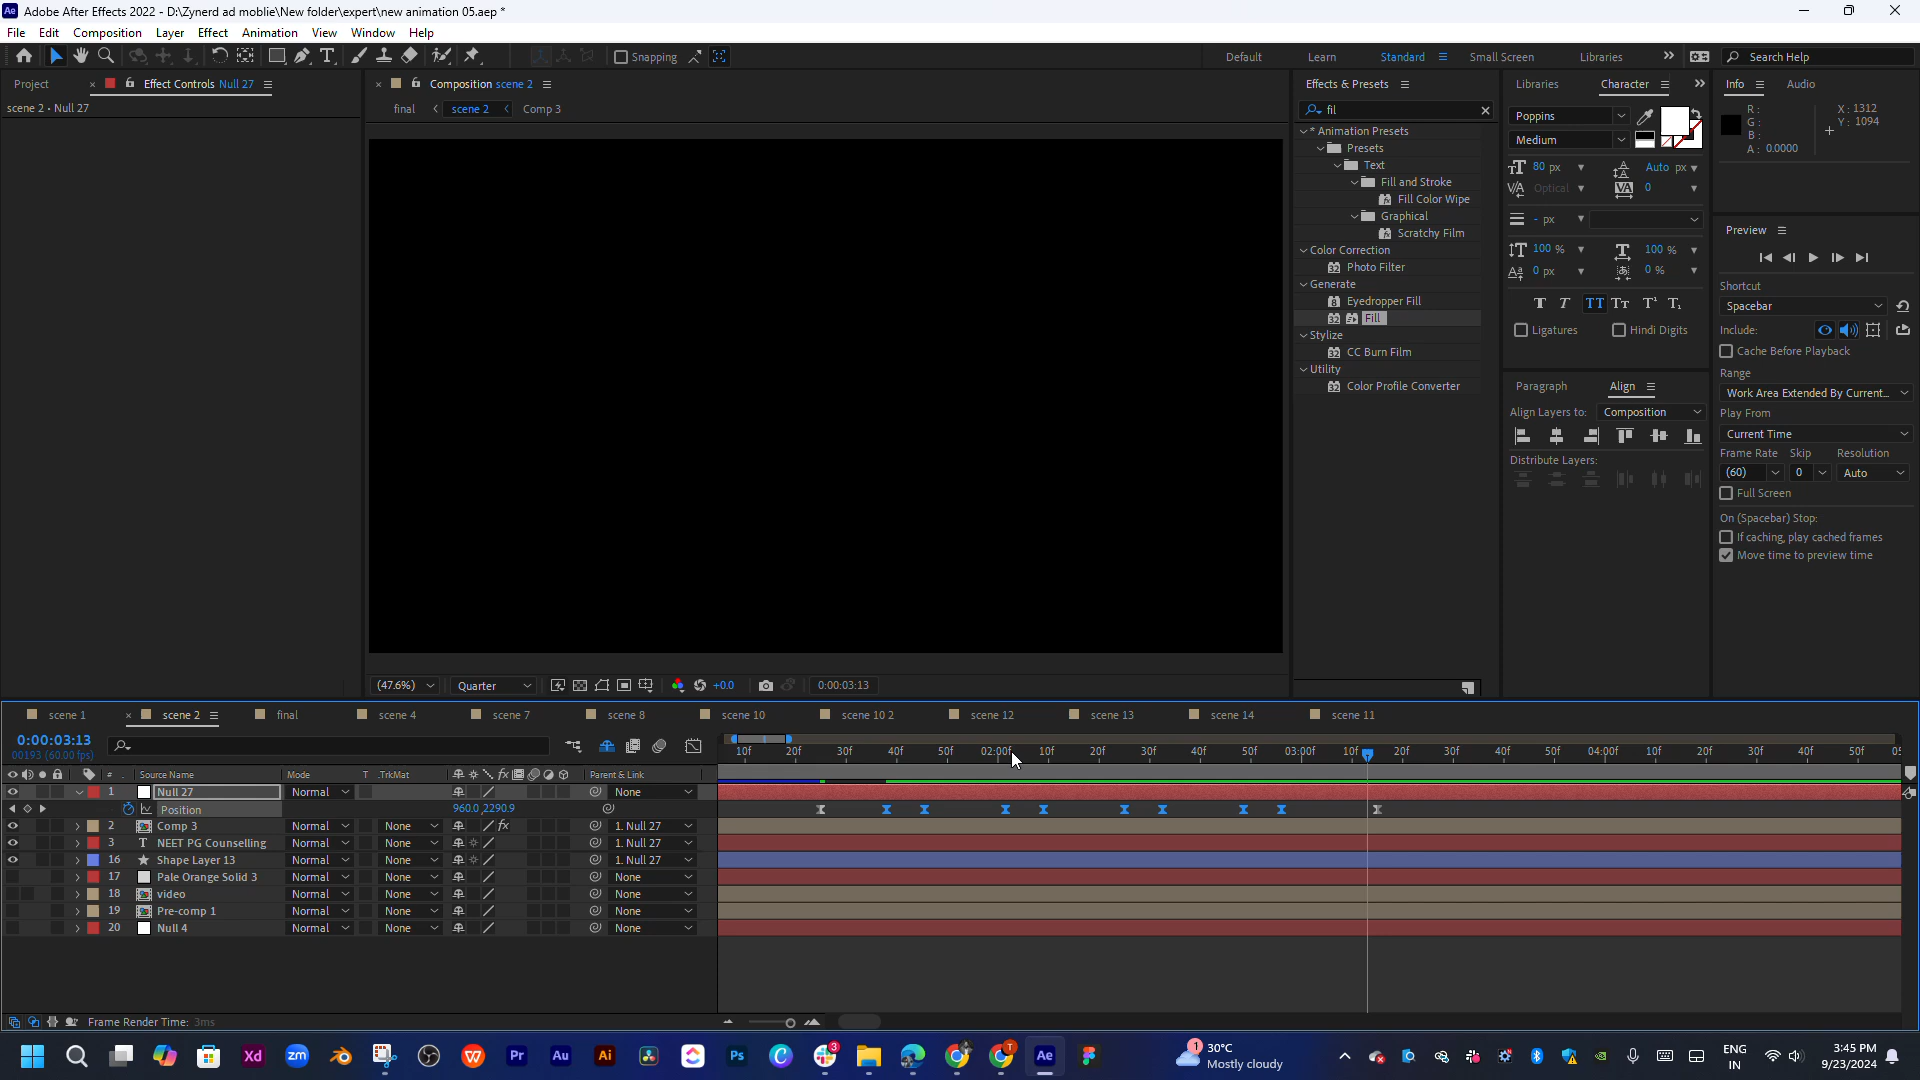 Adobe After Effects 2022 - D:\Zynerd ad moblie\New folder\expert\new animation 05.aep *
File Edit Composition Layer Effect Animation View Window Help
Snapping Default Learn Standard Small Screen Libraries Search Help
Project Effect Controls Null 27 Composition scene 2 Effects & Presets Libraries Character Info Audio
scene 2 • Null 27
final scene 2 Comp 3
fil
* Animation Presets
Presets
Text
Fill and Stroke
Fill Color Wipe
Graphical
Scratchy Film
Color Correction
Photo Filter
Generate
Eyedropper Fill
Fill
Stylize
CC Burn Film
Utility
Color Profile Converter
Poppins
Medium
80 px Auto px
Optical 0
- px
100 % 100 %
0 px 0 %
Ligatures Hindi Digits
Paragraph Align
Align Layers to: Composition
Distribute Layers:
R: X: 1312
G: Y: 1094
B:
A: 0.0000
Preview
Shortcut
Spacebar
Include:
Cache Before Playback
Range
Work Area Extended By Current...
Play From
Current Time
Frame Rate Skip Resolution
(60) 0 Auto
Full Screen
On (Spacebar) Stop:
If caching, play cached frames
Move time to preview time
(47.6%) Quarter +0.0 0:00:03:13
scene 1 scene 2 final scene 4 scene 7 scene 8 scene 10 scene 10 2 scene 12 scene 13 scene 14 scene 11
0:00:03:13
00193 (60.00 fps)
10f 20f 30f 40f 50f 02:00f 10f 20f 30f 40f 50f 03:00f 10f 20f 30f 40f 50f 04:00f 10f 20f 30f 40f 50f 05
# Source Name Mode T .TrkMat Parent & Link
1 Null 27 Normal None
Position 960.0,2290.9
2 Comp 3 Normal None 1. Null 27
3 T NEET PG Counselling Normal None 1. Null 27
16 Shape Layer 13 Normal None 1. Null 27
17 Pale Orange Solid 3 Normal None None
18 video Normal None None
19 Pre-comp 1 Normal None None
20 Null 4 Normal None None
Frame Render Time: 3ms
30°C
Mostly cloudy
ENG
IN
3:45 PM
9/23/2024